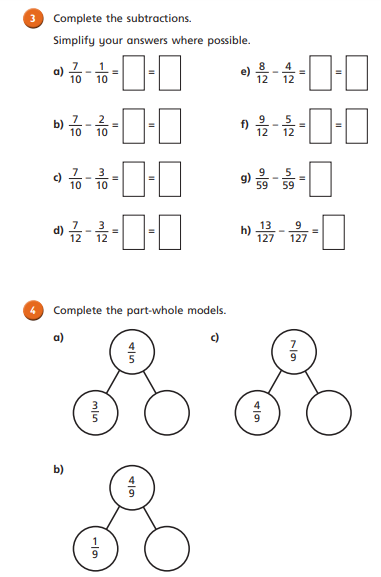 3 Complete the subtractions.
Simplify your answers where possible.
a) 7/10 - 1/10 = =
e) 8/12 - 4/12 = =
b) 7/10 - 2/10 = =
f) 9/12 - 5/12 = =
c) 7/10 - 3/10 = =
g) 9/59 - 5/59 =
d) 7/12 - 3/12 = =
h) 13/127 - 9/127 =
4 Complete the part-whole models.
a) 4/5 3/5
c) 7/9 4/9
b) 4/9 1/9